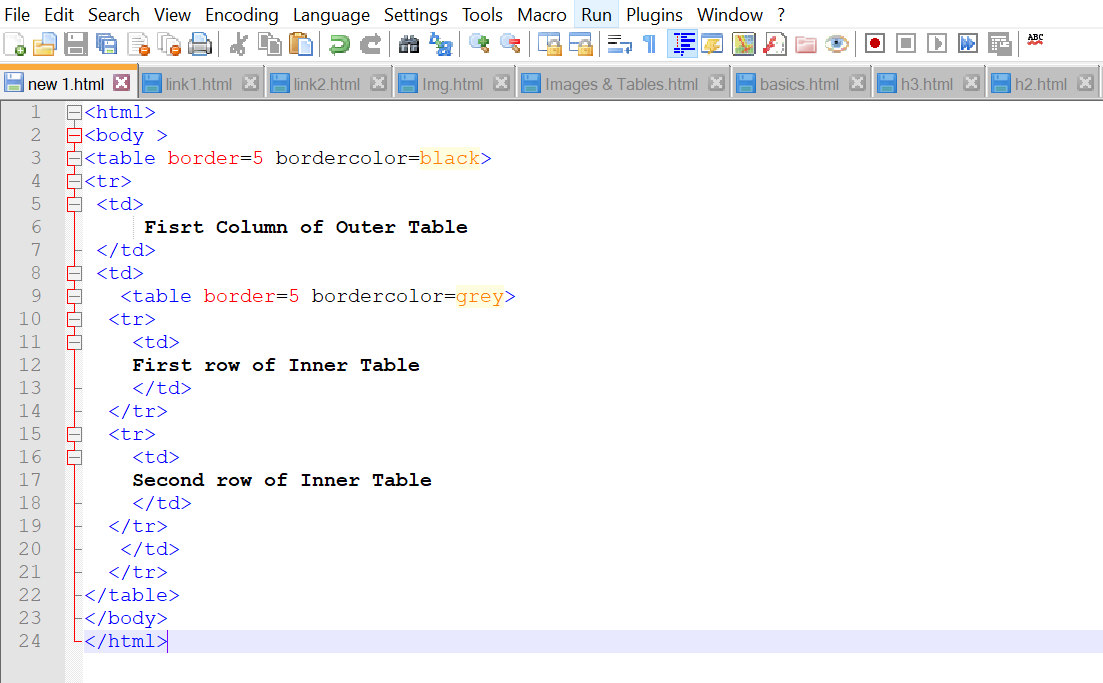 File Edit Search View Encoding Language Settings Tools Macro Run Plugins Window ?
ABC
new 1.html link1.html link2.html Img.html Images & Tables.html basics.html h3.html h2.html
1 <html>
2 <body >
3 <table border=5 bordercolor=black>
4 <tr>
5 <td>
6 Fisrt Column of Outer Table
7 </td>
8 <td>
9 <table border=5 bordercolor=grey>
10 <tr>
11 <td>
12 First row of Inner Table
13 </td>
14 </tr>
15 <tr>
16 <td>
17 Second row of Inner Table
18 </td>
19 </tr>
20 </td>
21 </tr>
22 </table>
23 </body>
24 </html>